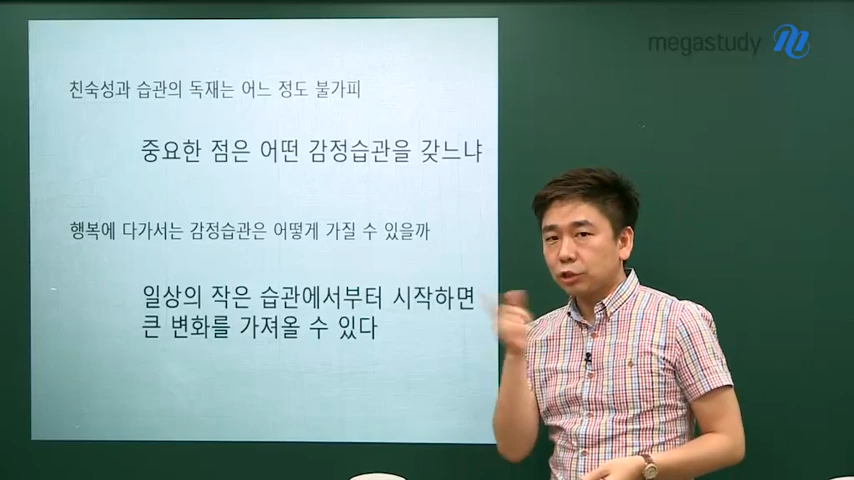 megastudy
친숙성과 습관의 독재는 어느 정도 불가피
중요한 점은 어떤 감정습관을 갖느냐
행복에 다가서는 감정습관은 어떻게 가질 수 있을까
일상의 작은 습관에서부터 시작하면
큰 변화를 가져올 수 있다